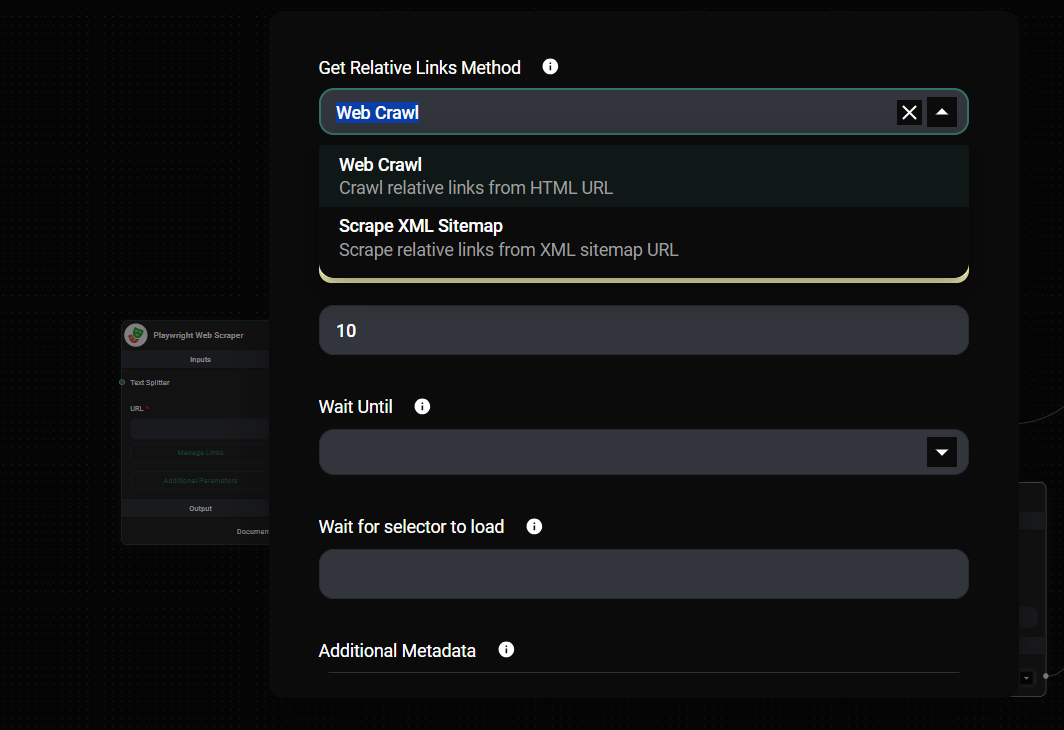 Get Relative Links Method
Web Crawl
Web Crawl
Crawl relative links from HTML URL
Scrape XML Sitemap
Scrape relative links from XML sitemap URL
10
Wait Until
Wait for selector to load
Additional Metadata
Playwright Web Scraper
Inputs
Text Splitter
URL *
Manage Links
Additional Parameters
Output
Documen